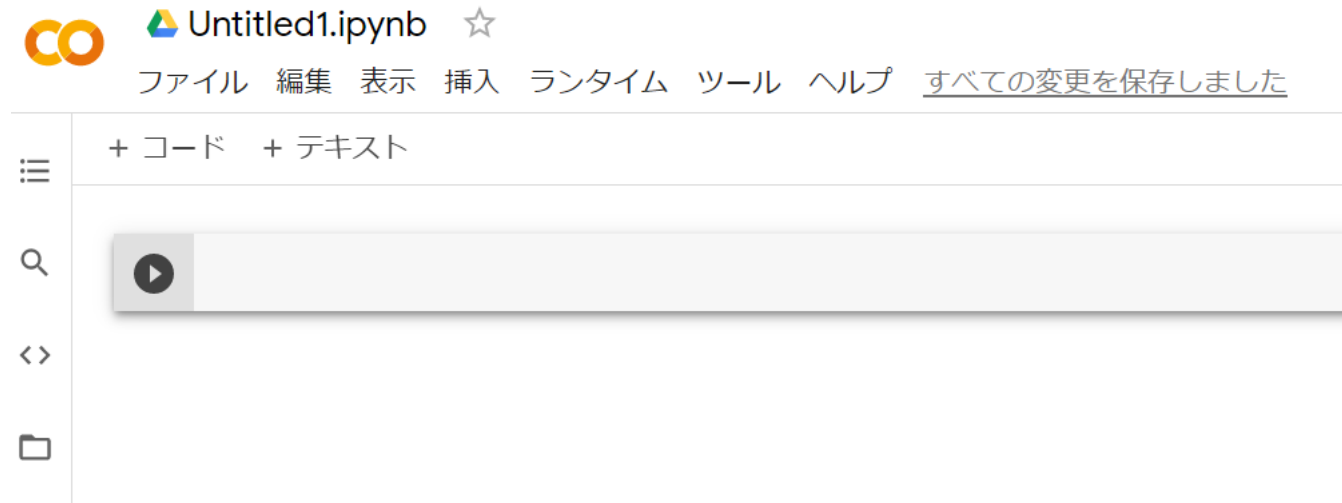 Untitled1.ipynb
ファイル 編集 表示 挿入 ランタイム ツール ヘルプ すべての変更を保存しました
+ コード + テキスト